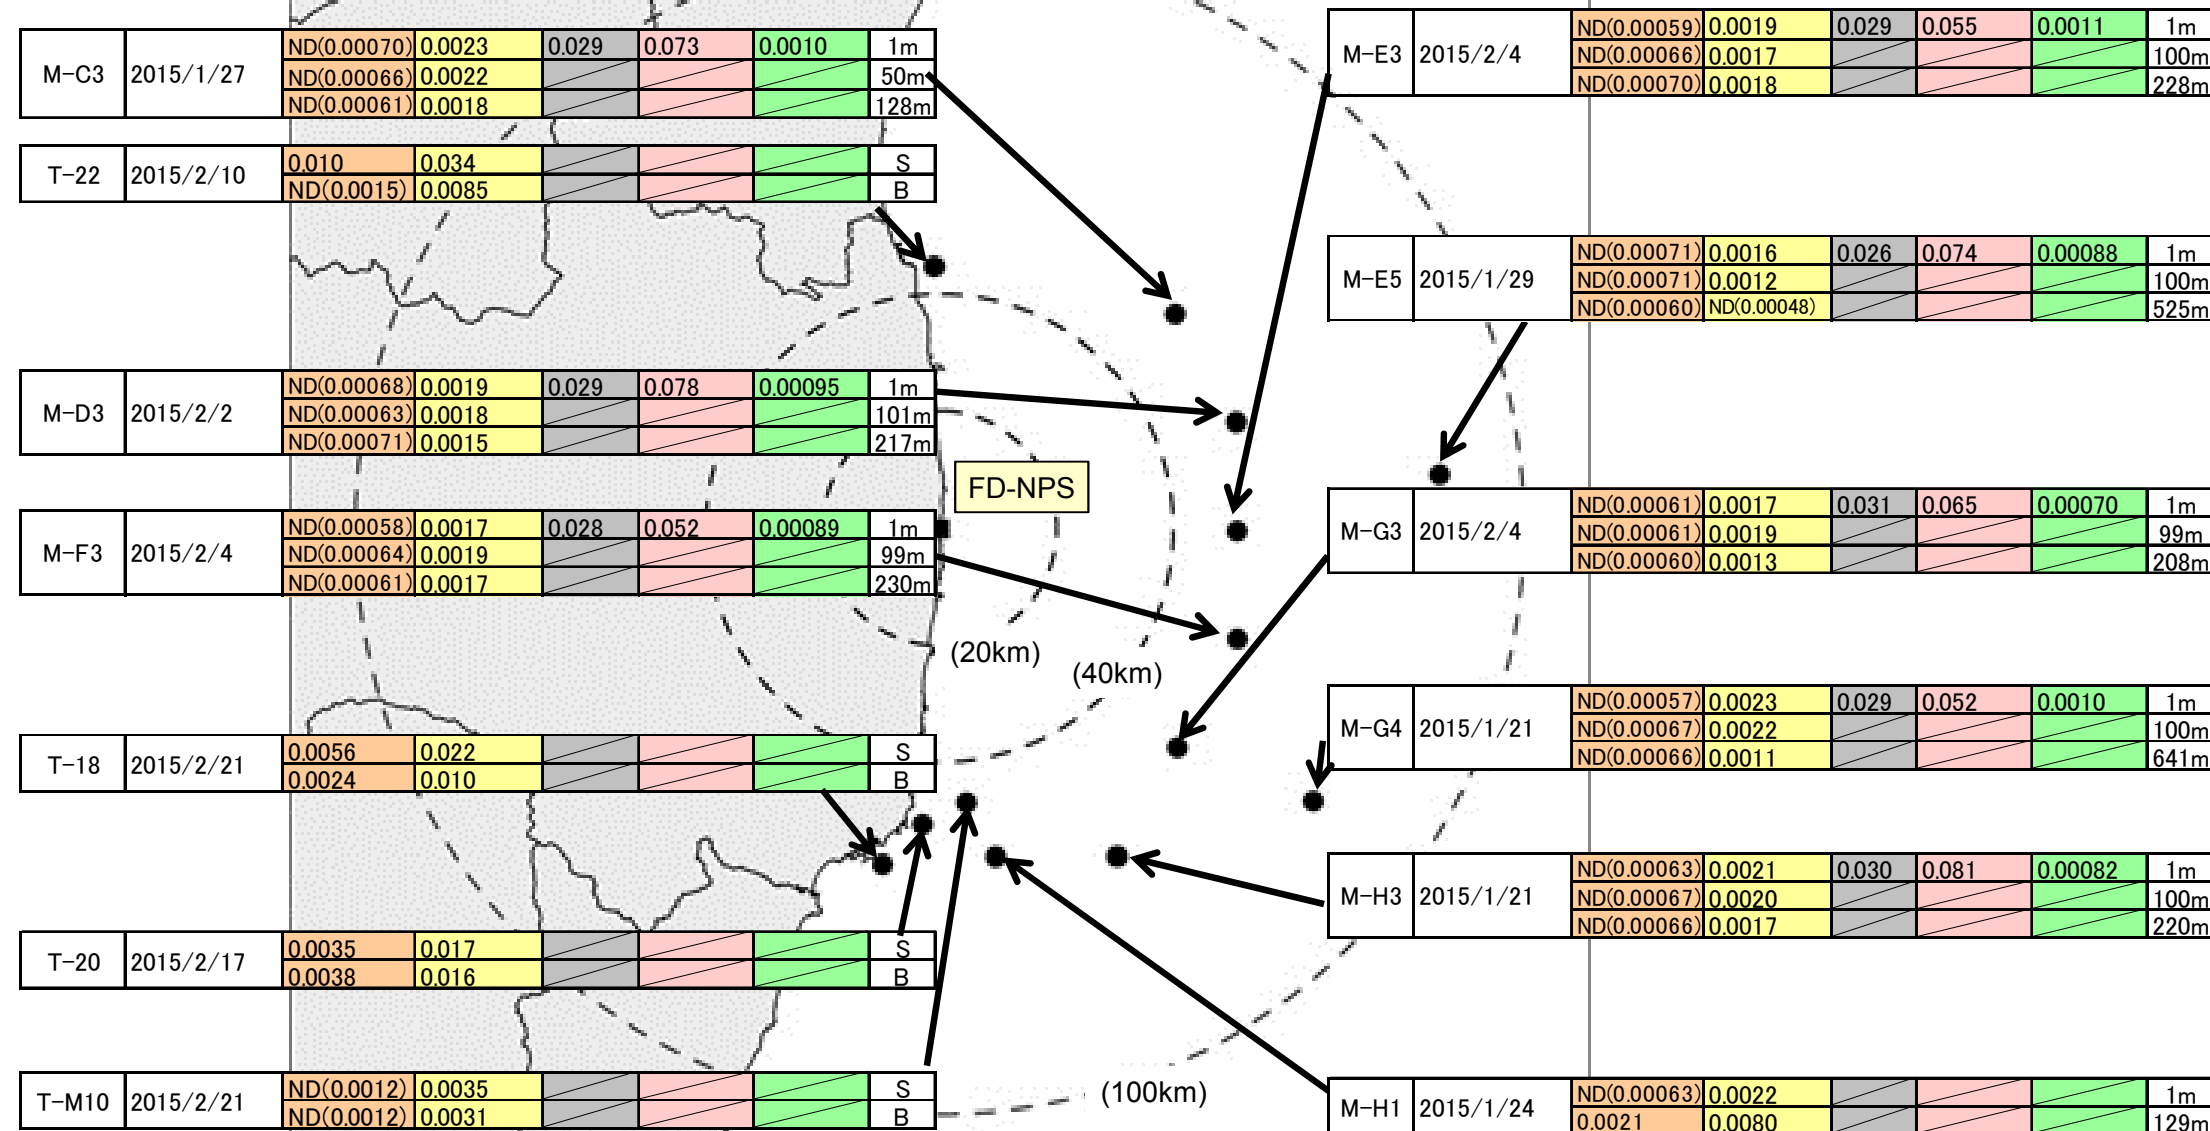 M-C3 2015/1/27 ND(0.00070) 0.0023 0.029 0.073 0.0010 1m
ND(0.00066) 0.0022 50m
ND(0.00061) 0.0018 128m
T-22 2015/2/10 0.010 0.034 S
ND(0.0015) 0.0085 B
M-D3 2015/2/2 ND(0.00068) 0.0019 0.029 0.078 0.00095 1m
ND(0.00063) 0.0018 101m
ND(0.00071) 0.0015 217m
M-F3 2015/2/4 ND(0.00058) 0.0017 0.028 0.052 0.00089 1m
ND(0.00064) 0.0019 99m
ND(0.00061) 0.0017 230m
T-18 2015/2/21 0.0056 0.022 S
0.0024 0.010 B
T-20 2015/2/17 0.0035 0.017 S
0.0038 0.016 B
T-M10 2015/2/21 ND(0.0012) 0.0035 S
ND(0.0012) 0.0031 B
FD-NPS
(20km)
(40km)
(100km)
M-E3 2015/2/4 ND(0.00059) 0.0019 0.029 0.055 0.0011 1m
ND(0.00066) 0.0017 100m
ND(0.00070) 0.0018 228m
M-E5 2015/1/29 ND(0.00071) 0.0016 0.026 0.074 0.00088 1m
ND(0.00071) 0.0012 100m
ND(0.00060) ND(0.00048) 525m
M-G3 2015/2/4 ND(0.00061) 0.0017 0.031 0.065 0.00070 1m
ND(0.00061) 0.0019 99m
ND(0.00060) 0.0013 208m
M-G4 2015/1/21 ND(0.00057) 0.0023 0.029 0.052 0.0010 1m
ND(0.00067) 0.0022 100m
ND(0.00066) 0.0011 641m
M-H3 2015/1/21 ND(0.00063) 0.0021 0.030 0.081 0.00082 1m
ND(0.00067) 0.0020 100m
ND(0.00066) 0.0017 220m
M-H1 2015/1/24 ND(0.00063) 0.0022 1m
0.0021 0.0080 129m